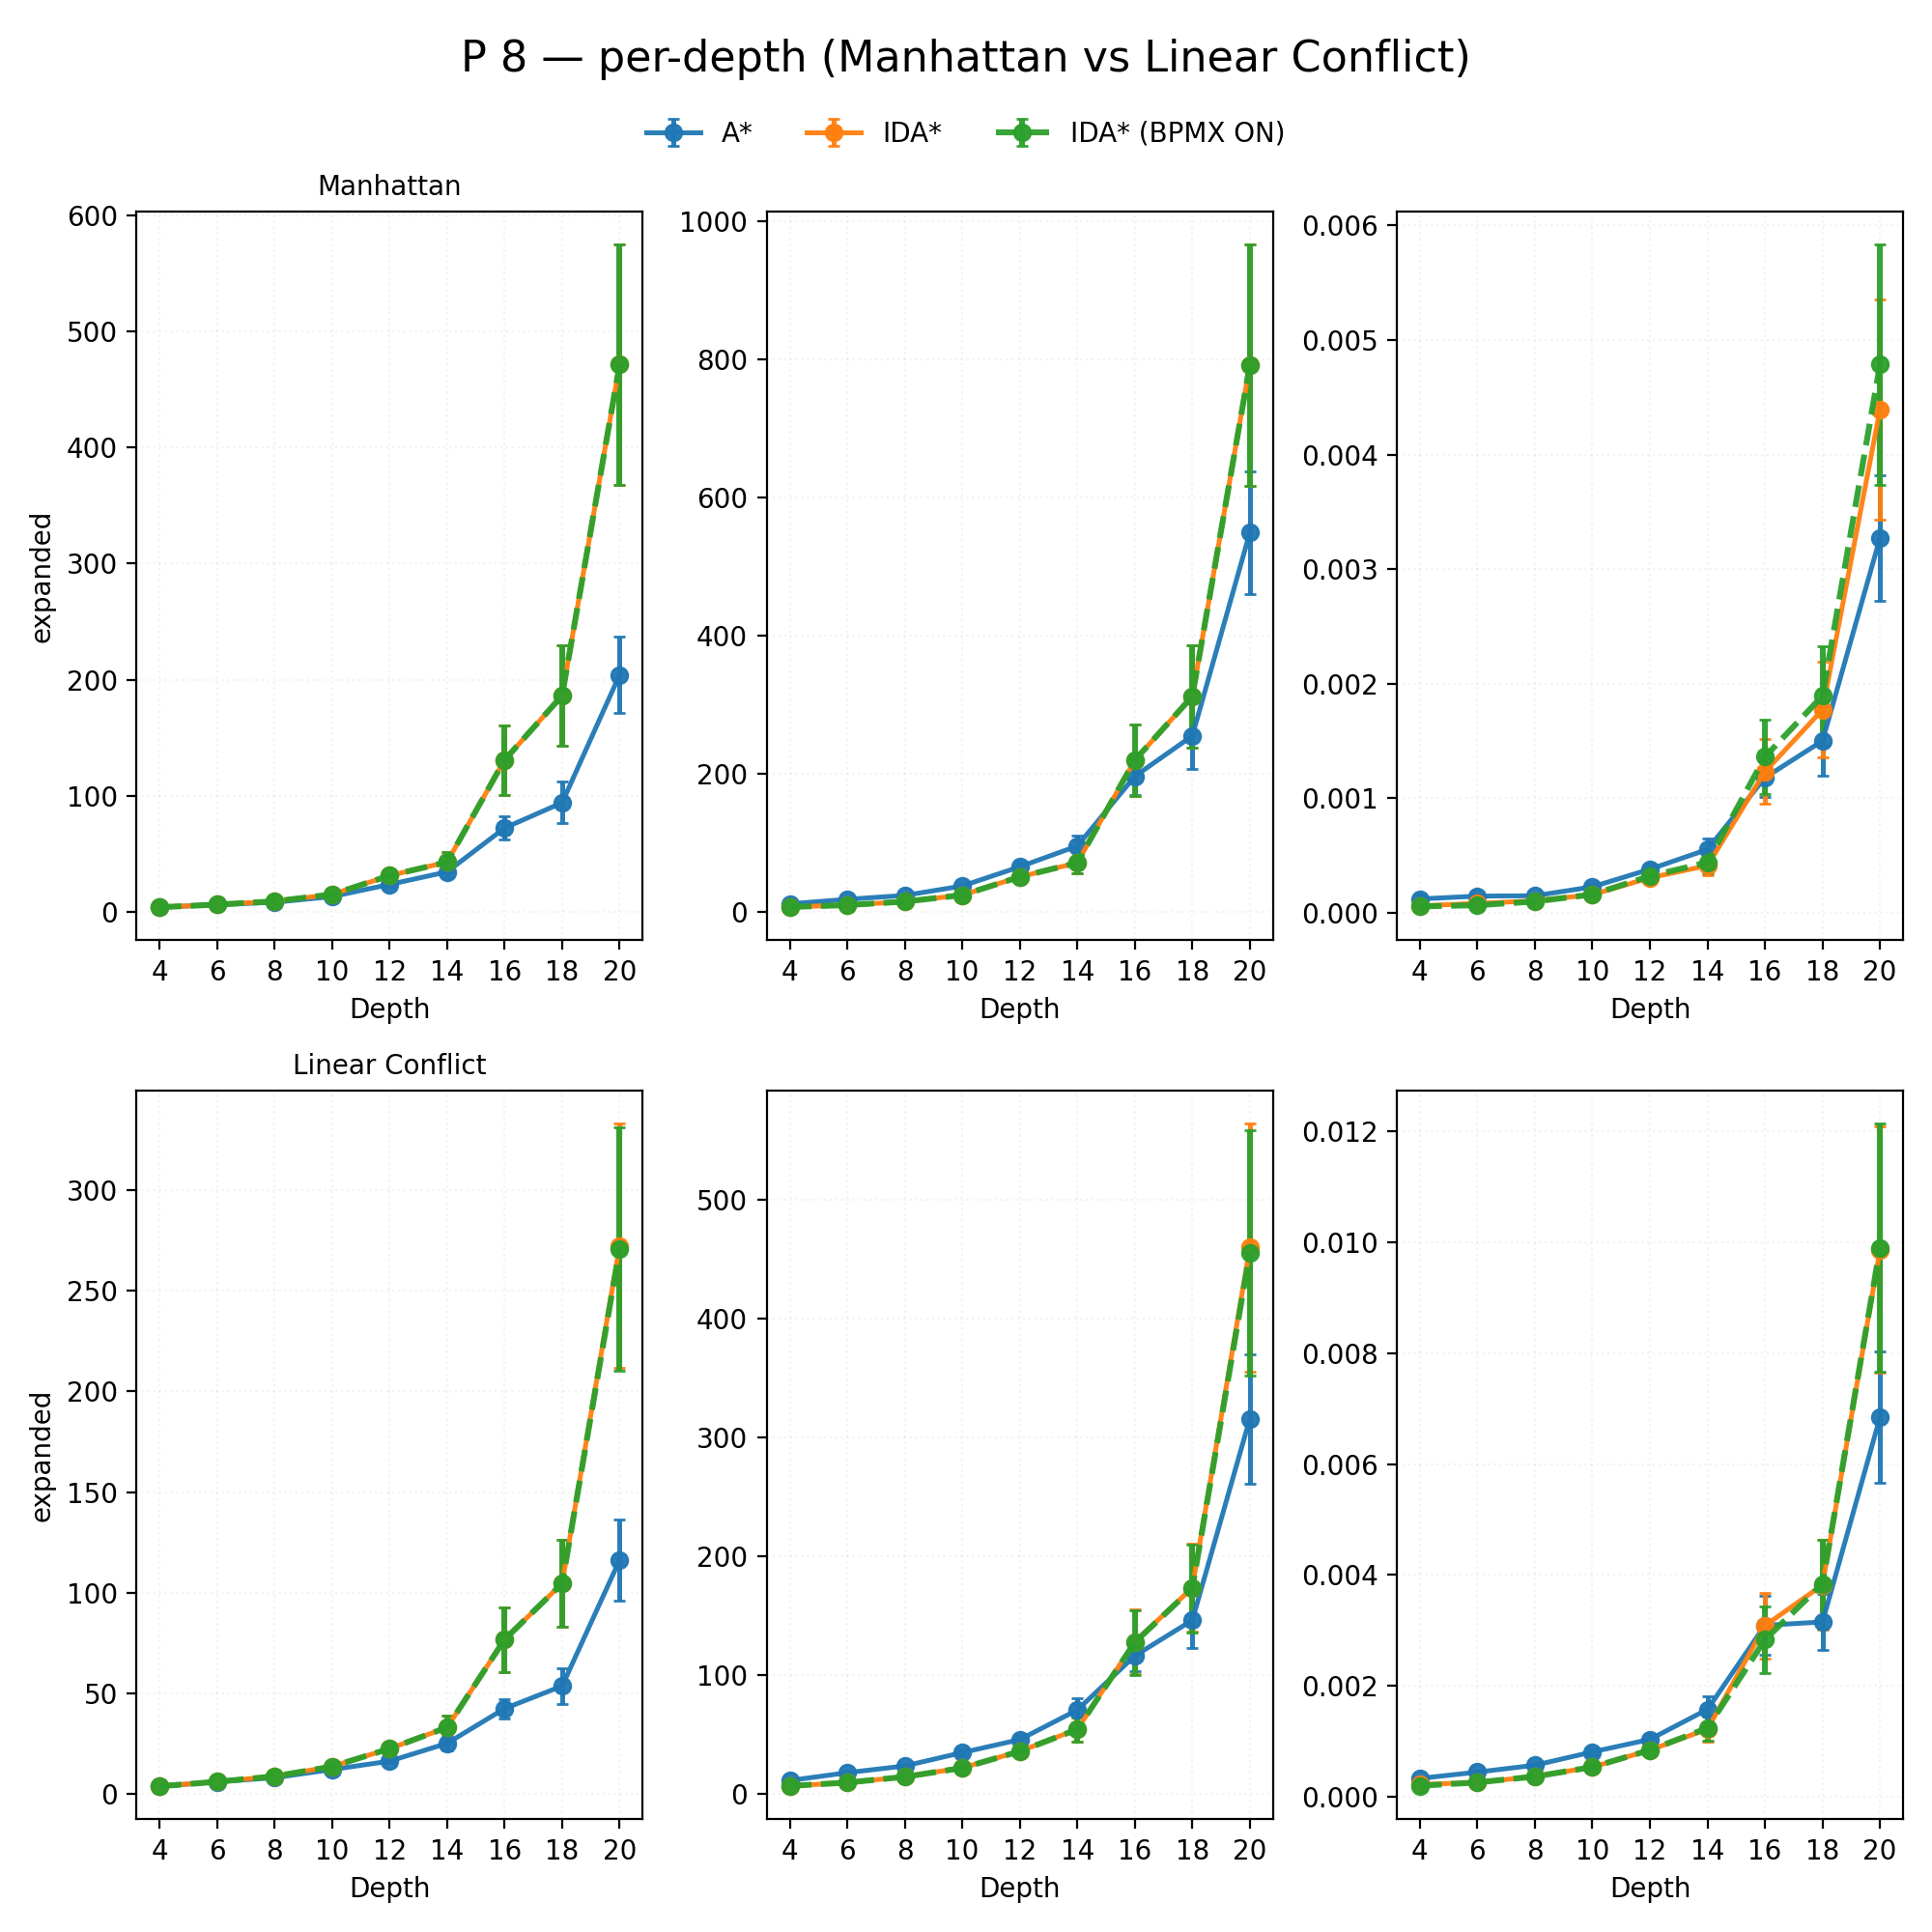 P 8 — per-depth (Manhattan vs Linear Conflict)
A* IDA* IDA* (BPMX ON)
Manhattan
600
500
400
300
200
100
0
expanded
4 6 8 10 12 14 16 18 20
Depth
1000
800
600
400
200
0
4 6 8 10 12 14 16 18 20
Depth
0.006
0.005
0.004
0.003
0.002
0.001
0.000
4 6 8 10 12 14 16 18 20
Depth
Linear Conflict
300
250
200
150
100
50
0
expanded
4 6 8 10 12 14 16 18 20
Depth
500
400
300
200
100
0
4 6 8 10 12 14 16 18 20
Depth
0.012
0.010
0.008
0.006
0.004
0.002
0.000
4 6 8 10 12 14 16 18 20
Depth